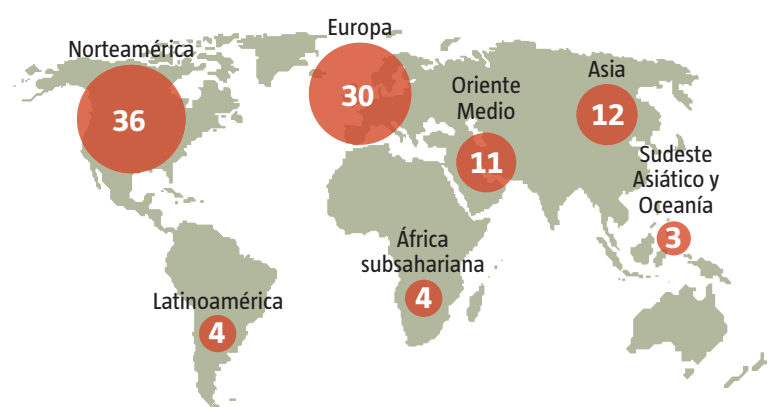 Norteamérica
36
Europa
30
Oriente
Medio
11
Asia
12
Sudeste
Asiático y
Oceanía
3
África
subsahariana
4
Latinoamérica
4